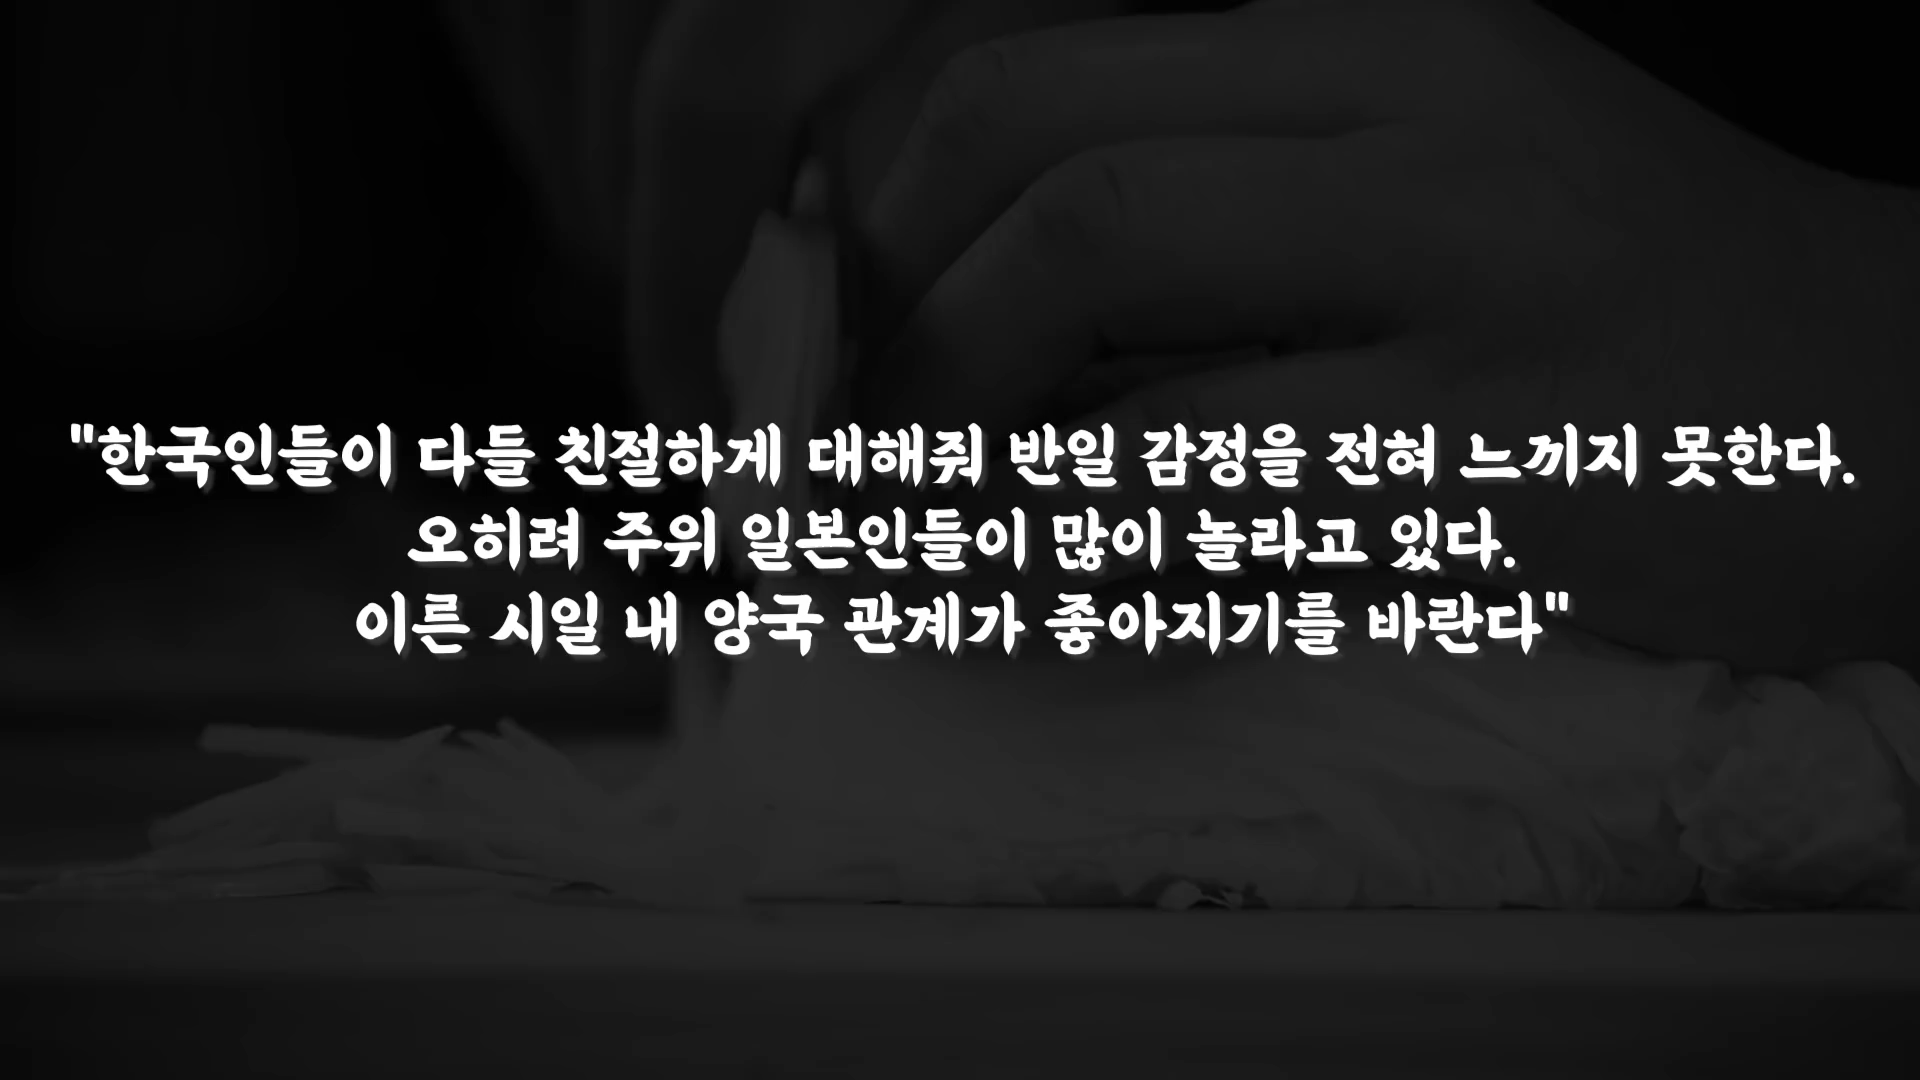 "한국인들이 다들 친절하게 대해줘 반일 감정을 전혀 느끼지 못한다.
오히려 주위 일본인들이 많이 놀라고 있다.
이른 시일 내 양국 관계가 좋아지기를 바란다"